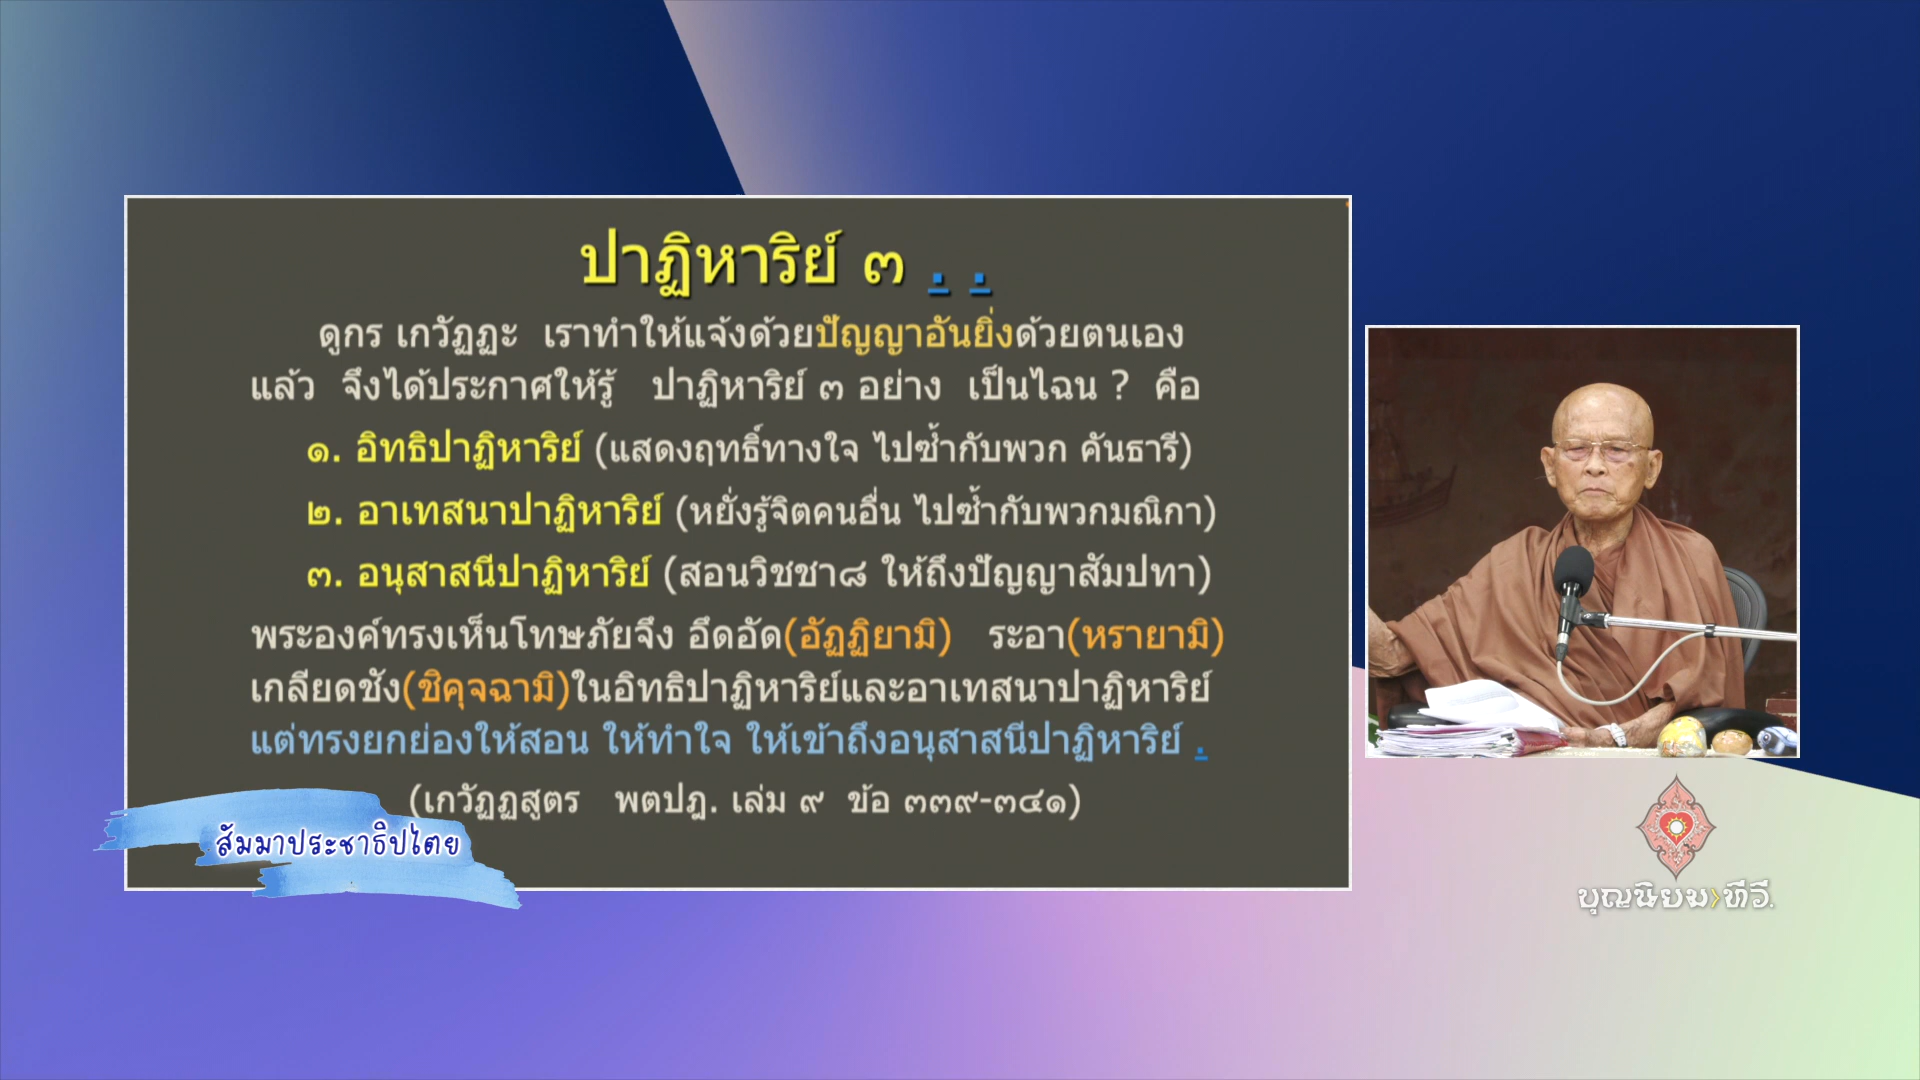 ปาฏิหาริย์ ๓ . .
ดูกร เกวัฏฏะ เราทำให้แจ้งด้วยปัญญาอันยิ่งด้วยตนเอง
แล้ว จึงได้ประกาศให้รู้ ปาฏิหาริย์ ๓ อย่าง เป็นไฉน ? คือ
๑. อิทธิปาฏิหาริย์ (แสดงฤทธิ์ทางใจ ไปซ้ำกับพวก คันธารี)
๒. อาเทสนาปาฏิหาริย์ (หยั่งรู้จิตคนอื่น ไปซ้ำกับพวกมณิกา)
๓. อนุสาสนีปาฏิหาริย์ (สอนวิชชา๘ ให้ถึงปัญญาสัมปทา)
พระองค์ทรงเห็นโทษภัยจึง อึดอัด(อัฏฏิยามิ) ระอา(หรายามิ)
เกลียดชัง(ชิคุจฉามิ)ในอิทธิปาฏิหาริย์และอาเทสนาปาฏิหาริย์
แต่ทรงยกย่องให้สอน ให้ทำใจ ให้เข้าถึงอนุสาสนีปาฏิหาริย์ .
(เกวัฏฏสูตร พตปฎ. เล่ม ๙ ข้อ ๓๓๙-๓๔๑)
สัมมาประชาธิปไตย
บุญนิยม>ทีวี.